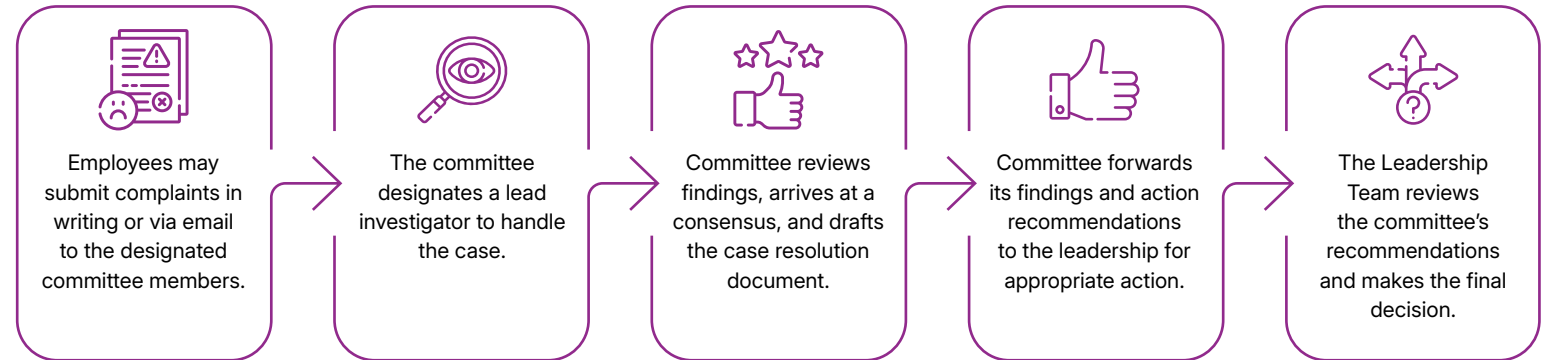 Employees may
submit complaints in
writing or via email
to the designated
committee members.
The committee
designates a lead
investigator to handle
the case.
Committee reviews
findings, arrives at a
consensus, and drafts
the case resolution
document.
Committee forwards
its findings and action
recommendations
to the leadership for
appropriate action.
The Leadership
Team reviews
the committee’s
recommendations
and makes the final
decision.